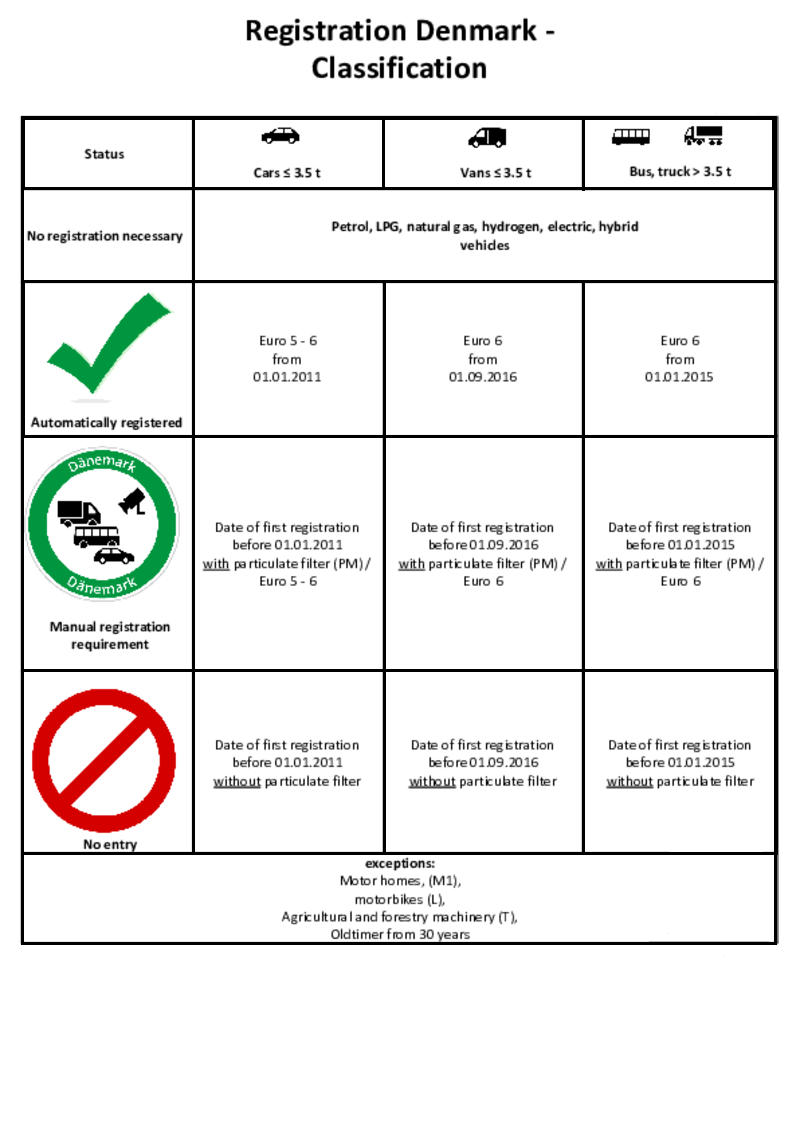 Registration Denmark -
Classification
Status
Cars ≤ 3.5 t
Vans ≤ 3.5 t
Bus, truck > 3.5 t
No registration necessary
Petrol, LPG, natural gas, hydrogen, electric, hybrid
vehicles
Automatically registered
Euro 5 - 6
from
01.01.2011
Euro 6
from
01.09.2016
Euro 6
from
01.01.2015
Dänemark
Dänemark
Manual registration
requirement
Date of first registration
before 01.01.2011
with particulate filter (PM) /
Euro 5 - 6
Date of first registration
before 01.09.2016
with particulate filter (PM) /
Euro 6
Date of first registration
before 01.01.2015
with particulate filter (PM) /
Euro 6
No entry
Date of first registration
before 01.01.2011
without particulate filter
Date of first registration
before 01.09.2016
without particulate filter
Date of first registration
before 01.01.2015
without particulate filter
exceptions:
Motor homes, (M1),
motorbikes (L),
Agricultural and forestry machinery (T),
Oldtimer from 30 years